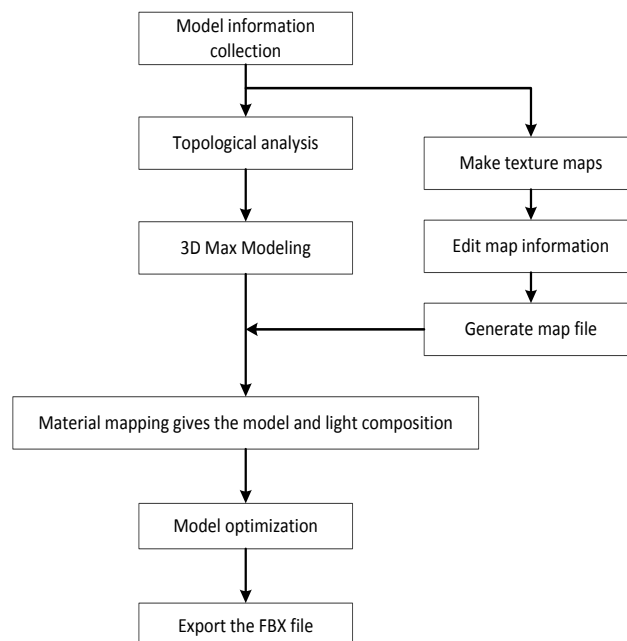 Model information
collection
Topological analysis
Make texture maps
3D Max Modeling
Edit map information
Generate map file
Material mapping gives the model and light composition
Model optimization
Export the FBX file